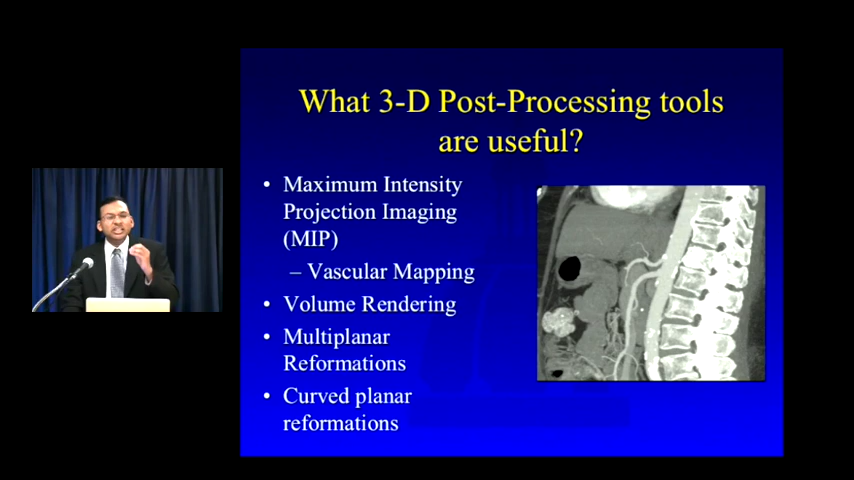 What 3-D Post-Processing tools
are useful?
• Maximum Intensity
Projection Imaging
(MIP)
– Vascular Mapping
• Volume Rendering
• Multiplanar
Reformations
• Curved planar
reformations